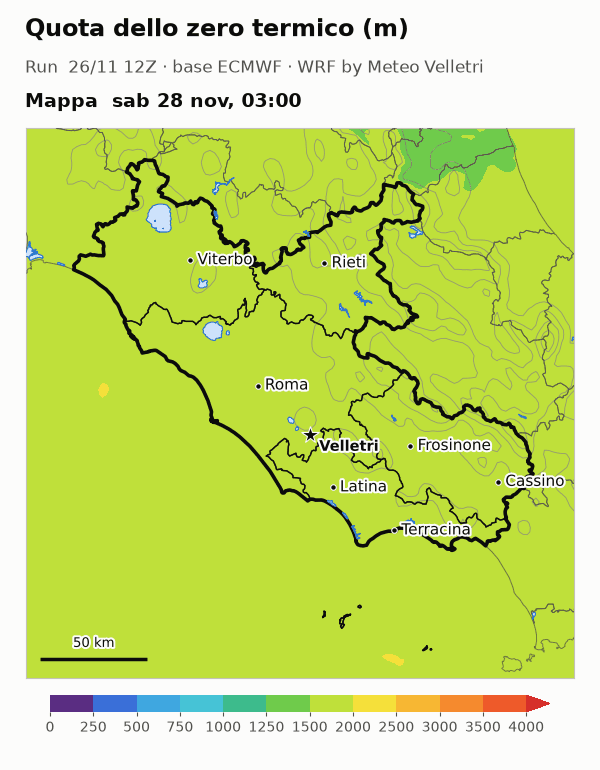 Quota dello zero termico (m)
Run  26/11 12Z · base ECMWF · WRF by Meteo Velletri
Mappa  sab 28 nov, 03:00
Viterbo
Rieti
Roma
Velletri
Frosinone
Latina
Cassino
Terracina
50 km
0 250 500 750 1000 1250 1500 2000 2500 3000 3500 4000